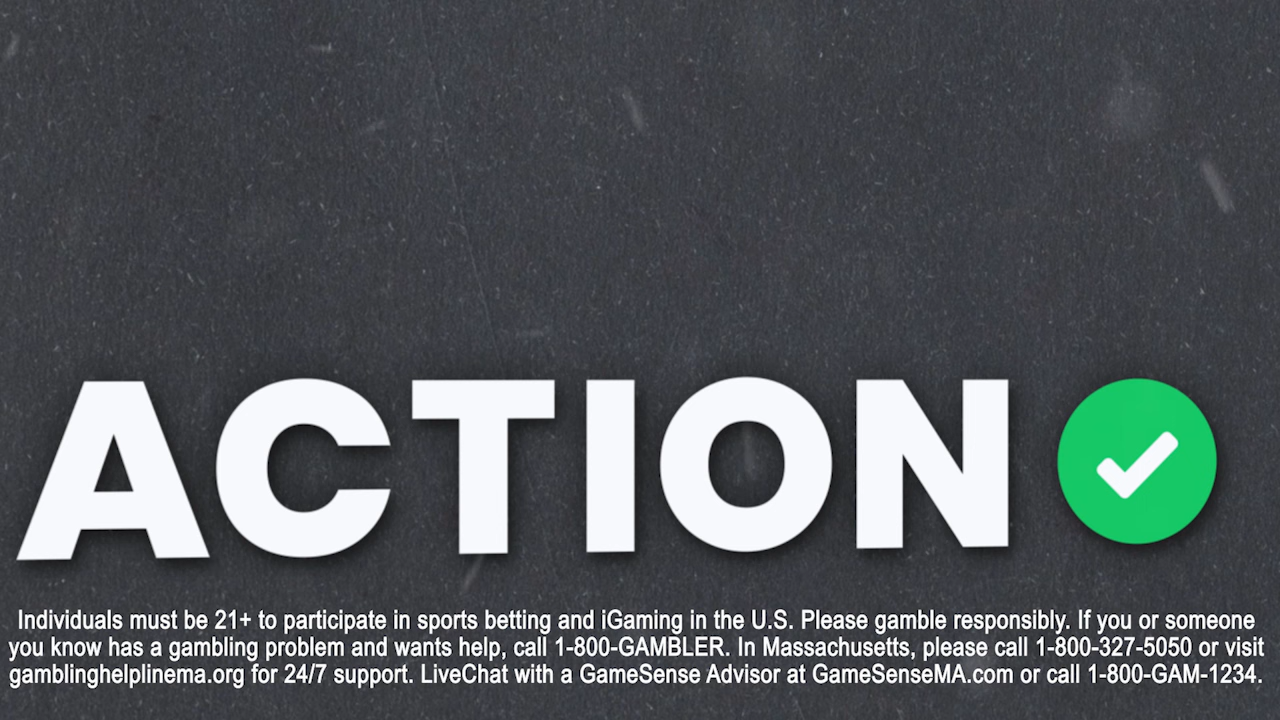 ACTION
Individuals must be 21+ to participate in sports betting and iGaming in the U.S. Please gamble responsibly. If you or someone
you know has a gambling problem and wants help, call 1-800-GAMBLER. In Massachusetts, please call 1-800-327-5050 or visit
gamblinghelplinema.org for 24/7 support. LiveChat with a GameSense Advisor at GameSenseMA.com or call 1-800-GAM-1234.